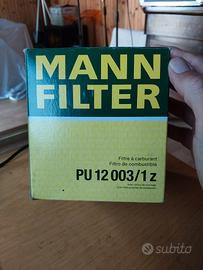 MANN
FILTER
Filtre à carburant
Filtro de combustible
PU 12 003/1 z
subito